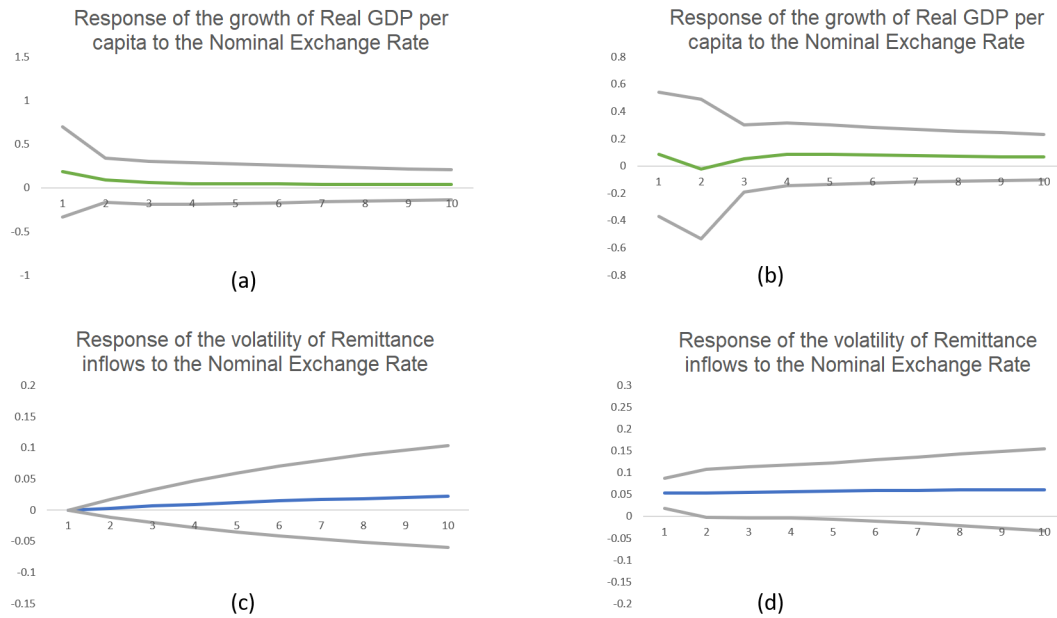 Response of the growth of Real GDP per
capita to the Nominal Exchange Rate
1.5
1
0.5
0
-0.5
-1
1 2 3 4 5 6 7 8 9 10
(a)
Response of the growth of Real GDP per
capita to the Nominal Exchange Rate
0.8
0.6
0.4
0.2
0
-0.2
-0.4
-0.6
-0.8
1 2 3 4 5 6 7 8 9 10
(b)
Response of the volatility of Remittance
inflows to the Nominal Exchange Rate
0.2
0.15
0.1
0.05
0
-0.05
-0.1
-0.15
1 2 3 4 5 6 7 8 9 10
(c)
Response of the volatility of Remittance
inflows to the Nominal Exchange Rate
0.3
0.25
0.2
0.15
0.1
0.05
0
-0.05
-0.1
-0.15
-0.2
1 2 3 4 5 6 7 8 9 10
(d)